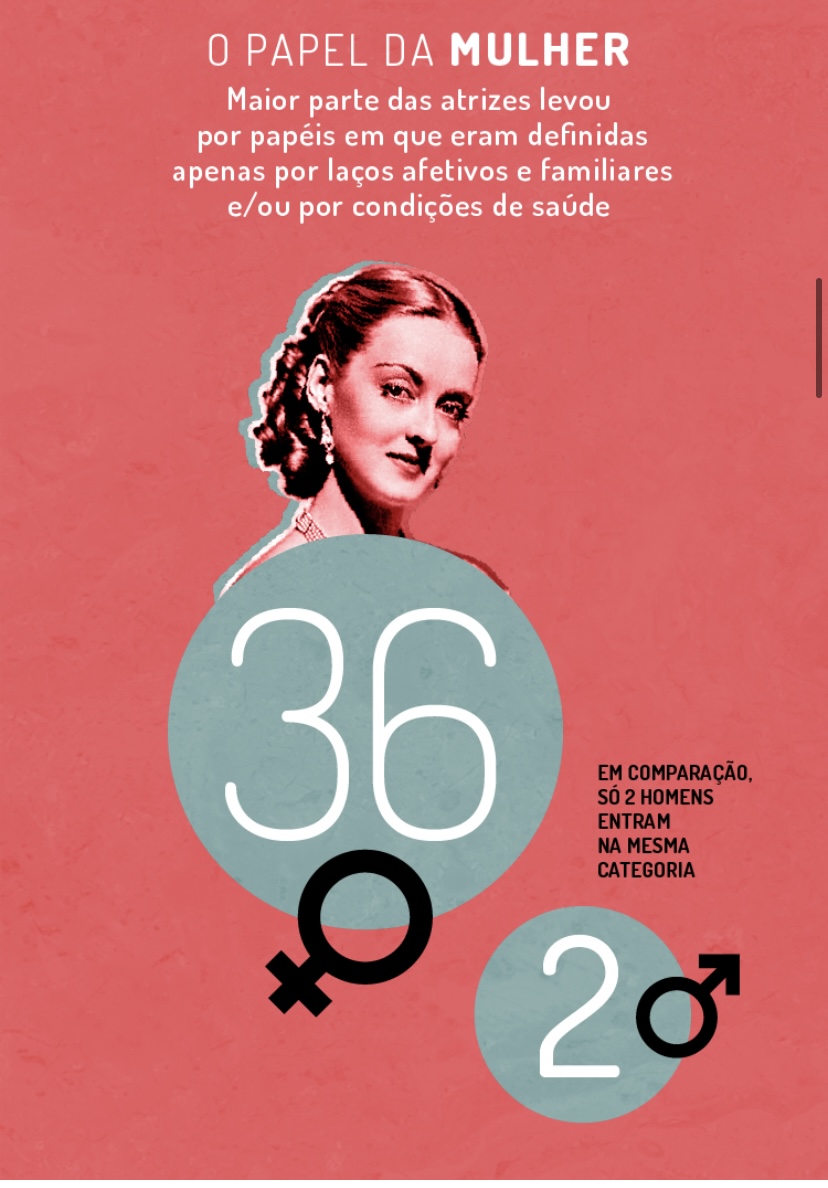 O PAPEL DA MULHER
Maior parte das atrizes levou
por papéis em que eram definidas
apenas por laços afetivos e familiares
e/ou por condições de saúde
36
EM COMPARAÇÃO,
SÓ 2 HOMENS
ENTRAM
NA MESMA
CATEGORIA
2